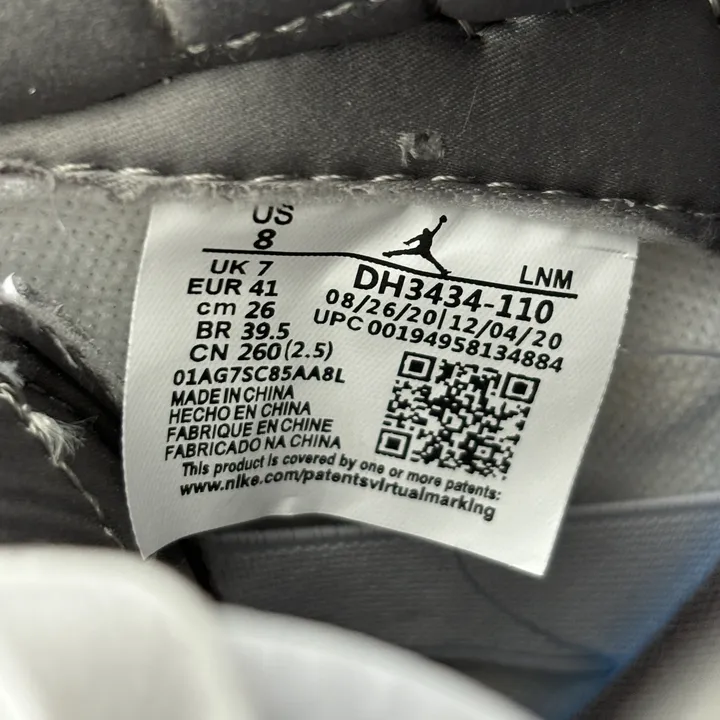 US
8
UK 7
EUR 41
cm 26
BR 39.5
CN 260 (2.5)
01AG7SC85AA8L
MADE IN CHINA
HECHO EN CHINA
FABRIQUE EN CHINE
FABRICADO NA CHINA
LNM
DH3434-110
08/26/20|12/04/20
UPC 00194958134884
This product is covered by one or more patents:
www.nike.com/patentsvirtualmarking